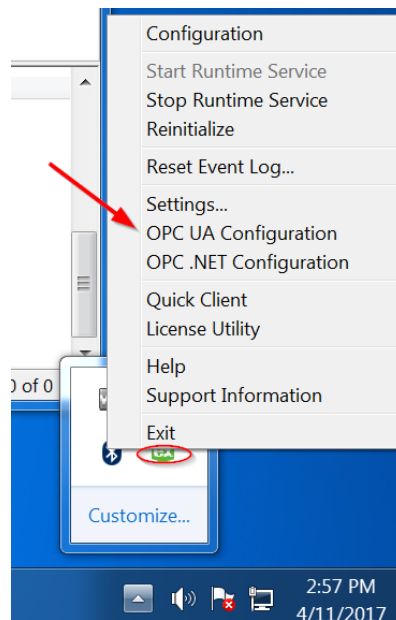 Configuration
Start Runtime Service
Stop Runtime Service
Reinitialize
Reset Event Log...
Settings...
OPC UA Configuration
OPC .NET Configuration
Quick Client
License Utility
of 0
Help
Support Information
Exit
Customize...
2:57 PM
4/11/2017